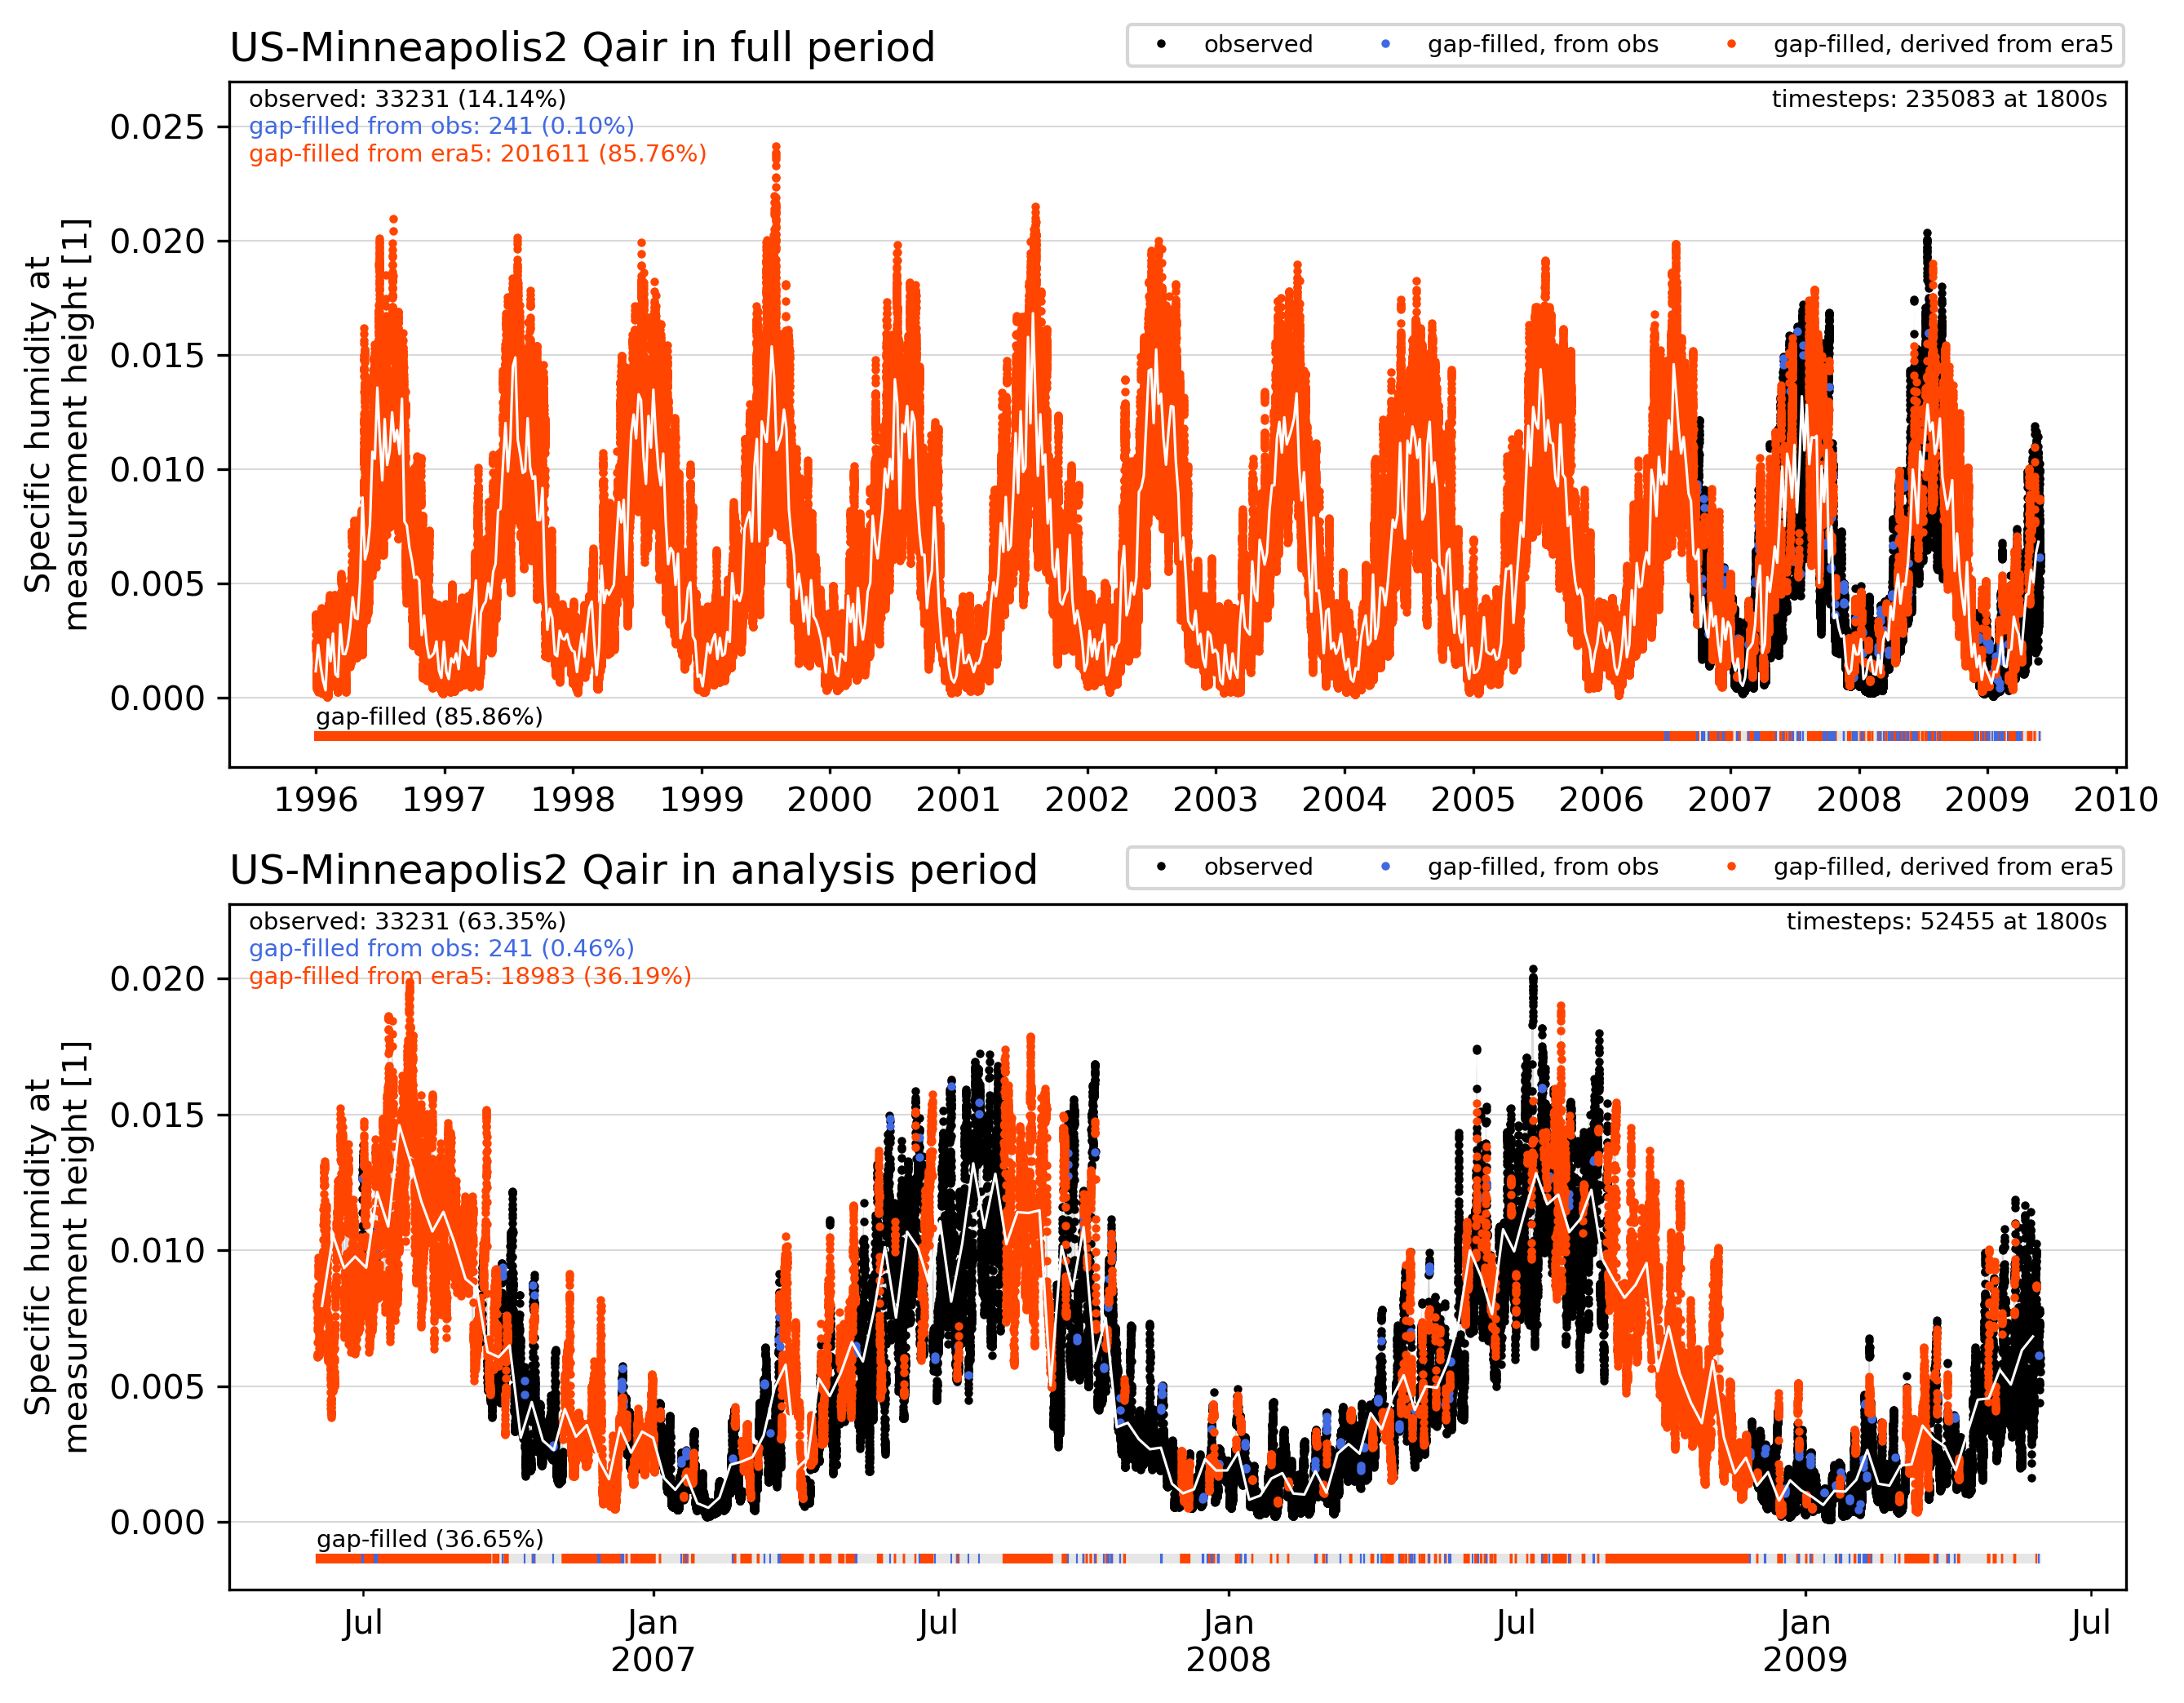 US-Minneapolis2 Qair in full period
observed
gap-filled, from obs
gap-filled, derived from era5
observed: 33231 (14.14%)
gap-filled from obs: 241 (0.10%)
gap-filled from era5: 201611 (85.76%)
timesteps: 235083 at 1800s
Specific humidity at
measurement height [1]
0.025
0.020
0.015
0.010
0.005
0.000
gap-filled (85.86%)
1996 1997 1998 1999 2000 2001 2002 2003 2004 2005 2006 2007 2008 2009 2010
US-Minneapolis2 Qair in analysis period
observed
gap-filled, from obs
gap-filled, derived from era5
observed: 33231 (63.35%)
gap-filled from obs: 241 (0.46%)
gap-filled from era5: 18983 (36.19%)
timesteps: 52455 at 1800s
Specific humidity at
measurement height [1]
0.020
0.015
0.010
0.005
0.000
gap-filled (36.65%)
Jul Jan Jul Jan Jul Jan Jul
2007 2008 2009